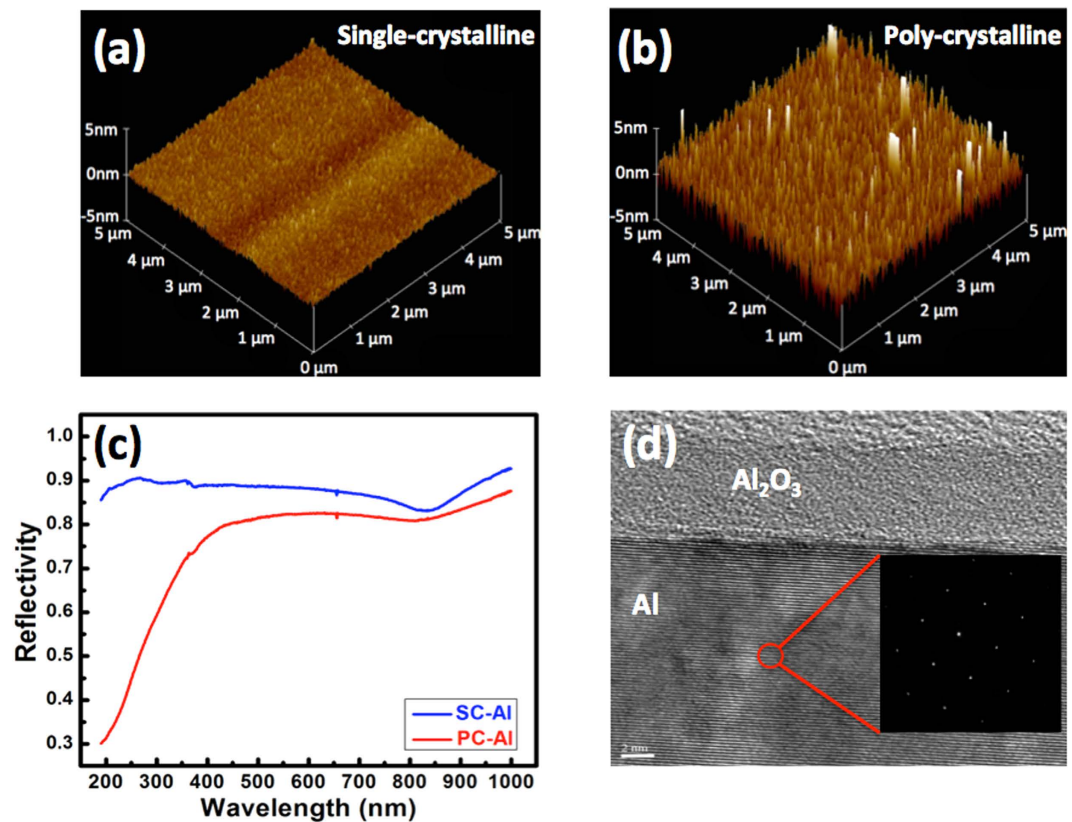 (a)
Single-crystalline
5nm
0nm
-5nm
5 µm
4 µm
3 µm
2 µm
1 µm
0 µm
1 µm
2 µm
3 µm
4 µm
5 µm
(b)
Poly-crystalline
5nm
0nm
-5nm
5 µm
4 µm
3 µm
2 µm
1 µm
0 µm
1 µm
2 µm
3 µm
4 µm
5 µm
(c)
1.0
0.9
0.8
0.7
0.6
0.5
0.4
0.3
Reflectivity
SC-Al
PC-Al
200 300 400 500 600 700 800 900 1000
Wavelength (nm)
(d)
Al₂O₃
Al
2 nm